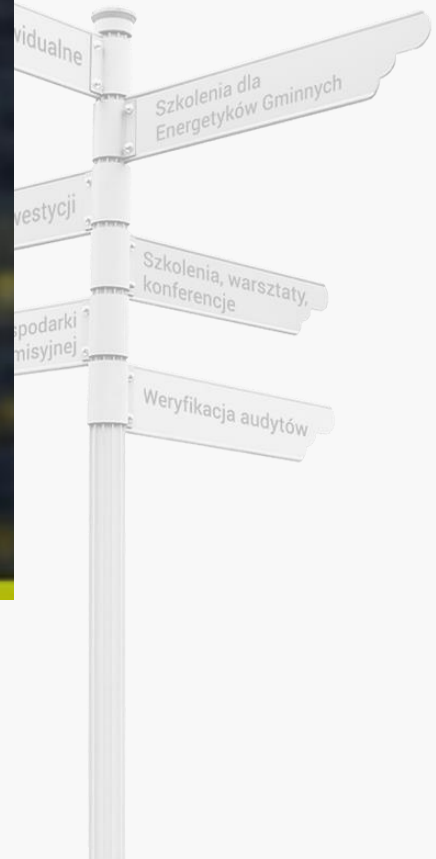 widualne
Szkolenia dla
Energetyków Gminnych
westycji
Szkolenia, warsztaty,
konferencje
spodarki
misyjnej
Weryfikacja audytów